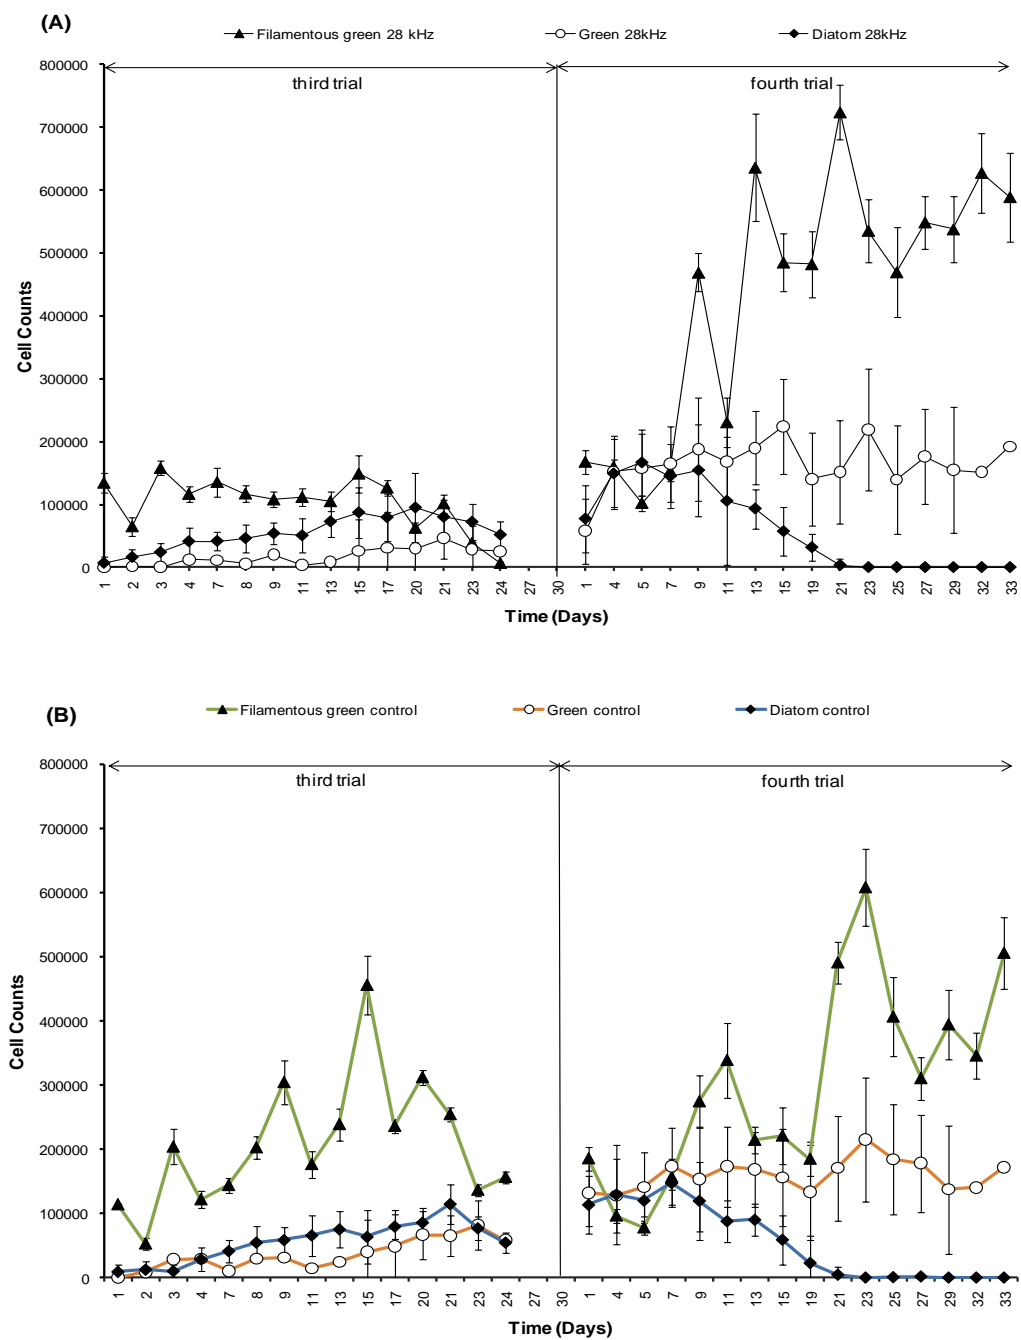 (A)
Filamentous green 28 kHz Green 28kHz Diatom 28kHz
800000
700000
600000
500000
400000
300000
200000
100000
0
Cell Counts
third trial fourth trial
1 2 3 4 7 8 9 11 13 15 17 20 21 23 24 27 30 1 4 5 7 9 11 13 15 19 21 23 25 27 29 32 33
Time (Days)
(B)
Filamentous green control Green control Diatom control
800000
700000
600000
500000
400000
300000
200000
100000
0
Cell Counts
third trial fourth trial
1 2 3 4 7 8 9 11 13 15 17 20 21 23 24 27 30 1 4 5 7 9 11 13 15 19 21 23 25 27 29 32 33
Time (Days)